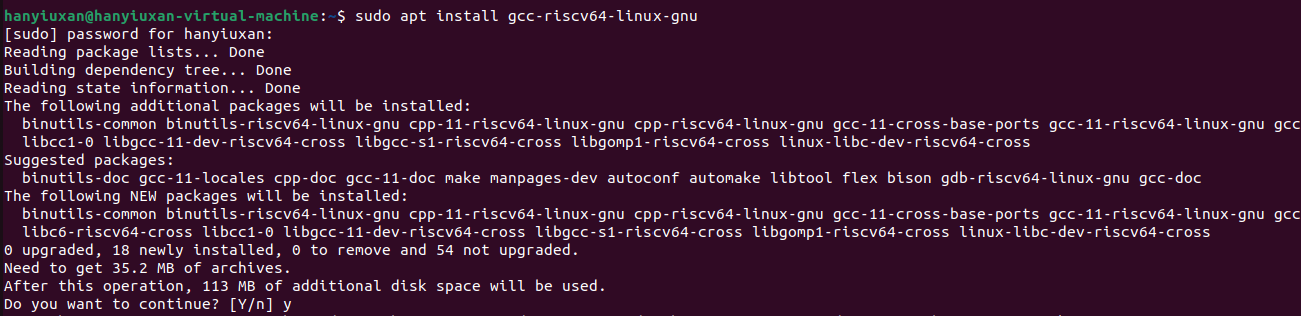 hanyiuxan@hanyiuxan-virtual-machine:~$ sudo apt install gcc-riscv64-linux-gnu
[sudo] password for hanyiuxan:
Reading package lists... Done
Building dependency tree... Done
Reading state information... Done
The following additional packages will be installed:
binutils-common binutils-riscv64-linux-gnu cpp-11-riscv64-linux-gnu cpp-riscv64-linux-gnu gcc-11-cross-base-ports gcc-11-riscv64-linux-gnu gcc
libcc1-0 libgcc-11-dev-riscv64-cross libgcc-s1-riscv64-cross libgomp1-riscv64-cross linux-libc-dev-riscv64-cross
Suggested packages:
binutils-doc gcc-11-locales cpp-doc gcc-11-doc make manpages-dev autoconf automake libtool flex bison gdb-riscv64-linux-gnu gcc-doc
The following NEW packages will be installed:
binutils-common binutils-riscv64-linux-gnu cpp-11-riscv64-linux-gnu cpp-riscv64-linux-gnu gcc-11-cross-base-ports gcc-11-riscv64-linux-gnu gcc
libc6-riscv64-cross libcc1-0 libgcc-11-dev-riscv64-cross libgcc-s1-riscv64-cross libgomp1-riscv64-cross linux-libc-dev-riscv64-cross
0 upgraded, 18 newly installed, 0 to remove and 54 not upgraded.
Need to get 35.2 MB of archives.
After this operation, 113 MB of additional disk space will be used.
Do you want to continue? [Y/n] y